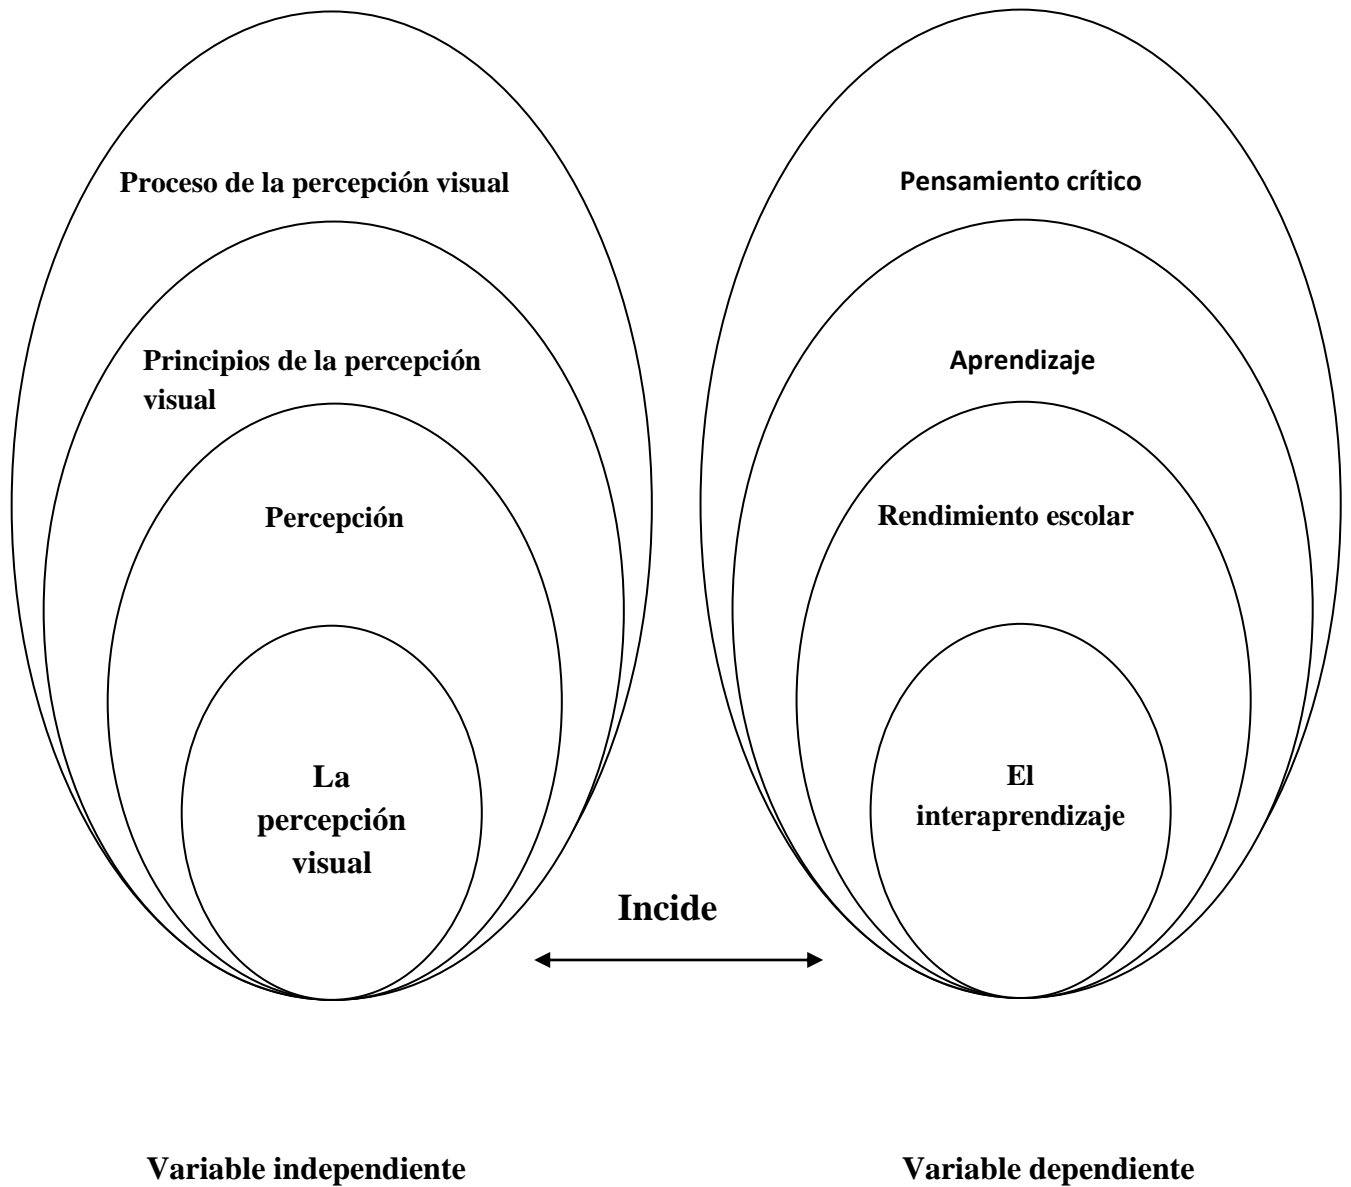 Proceso de la percepción visual
Principios de la percepción
visual
Percepción
La
percepción
visual
Pensamiento crítico
Aprendizaje
Rendimiento escolar
El
interaprendizaje
Incide
Variable independiente
Variable dependiente